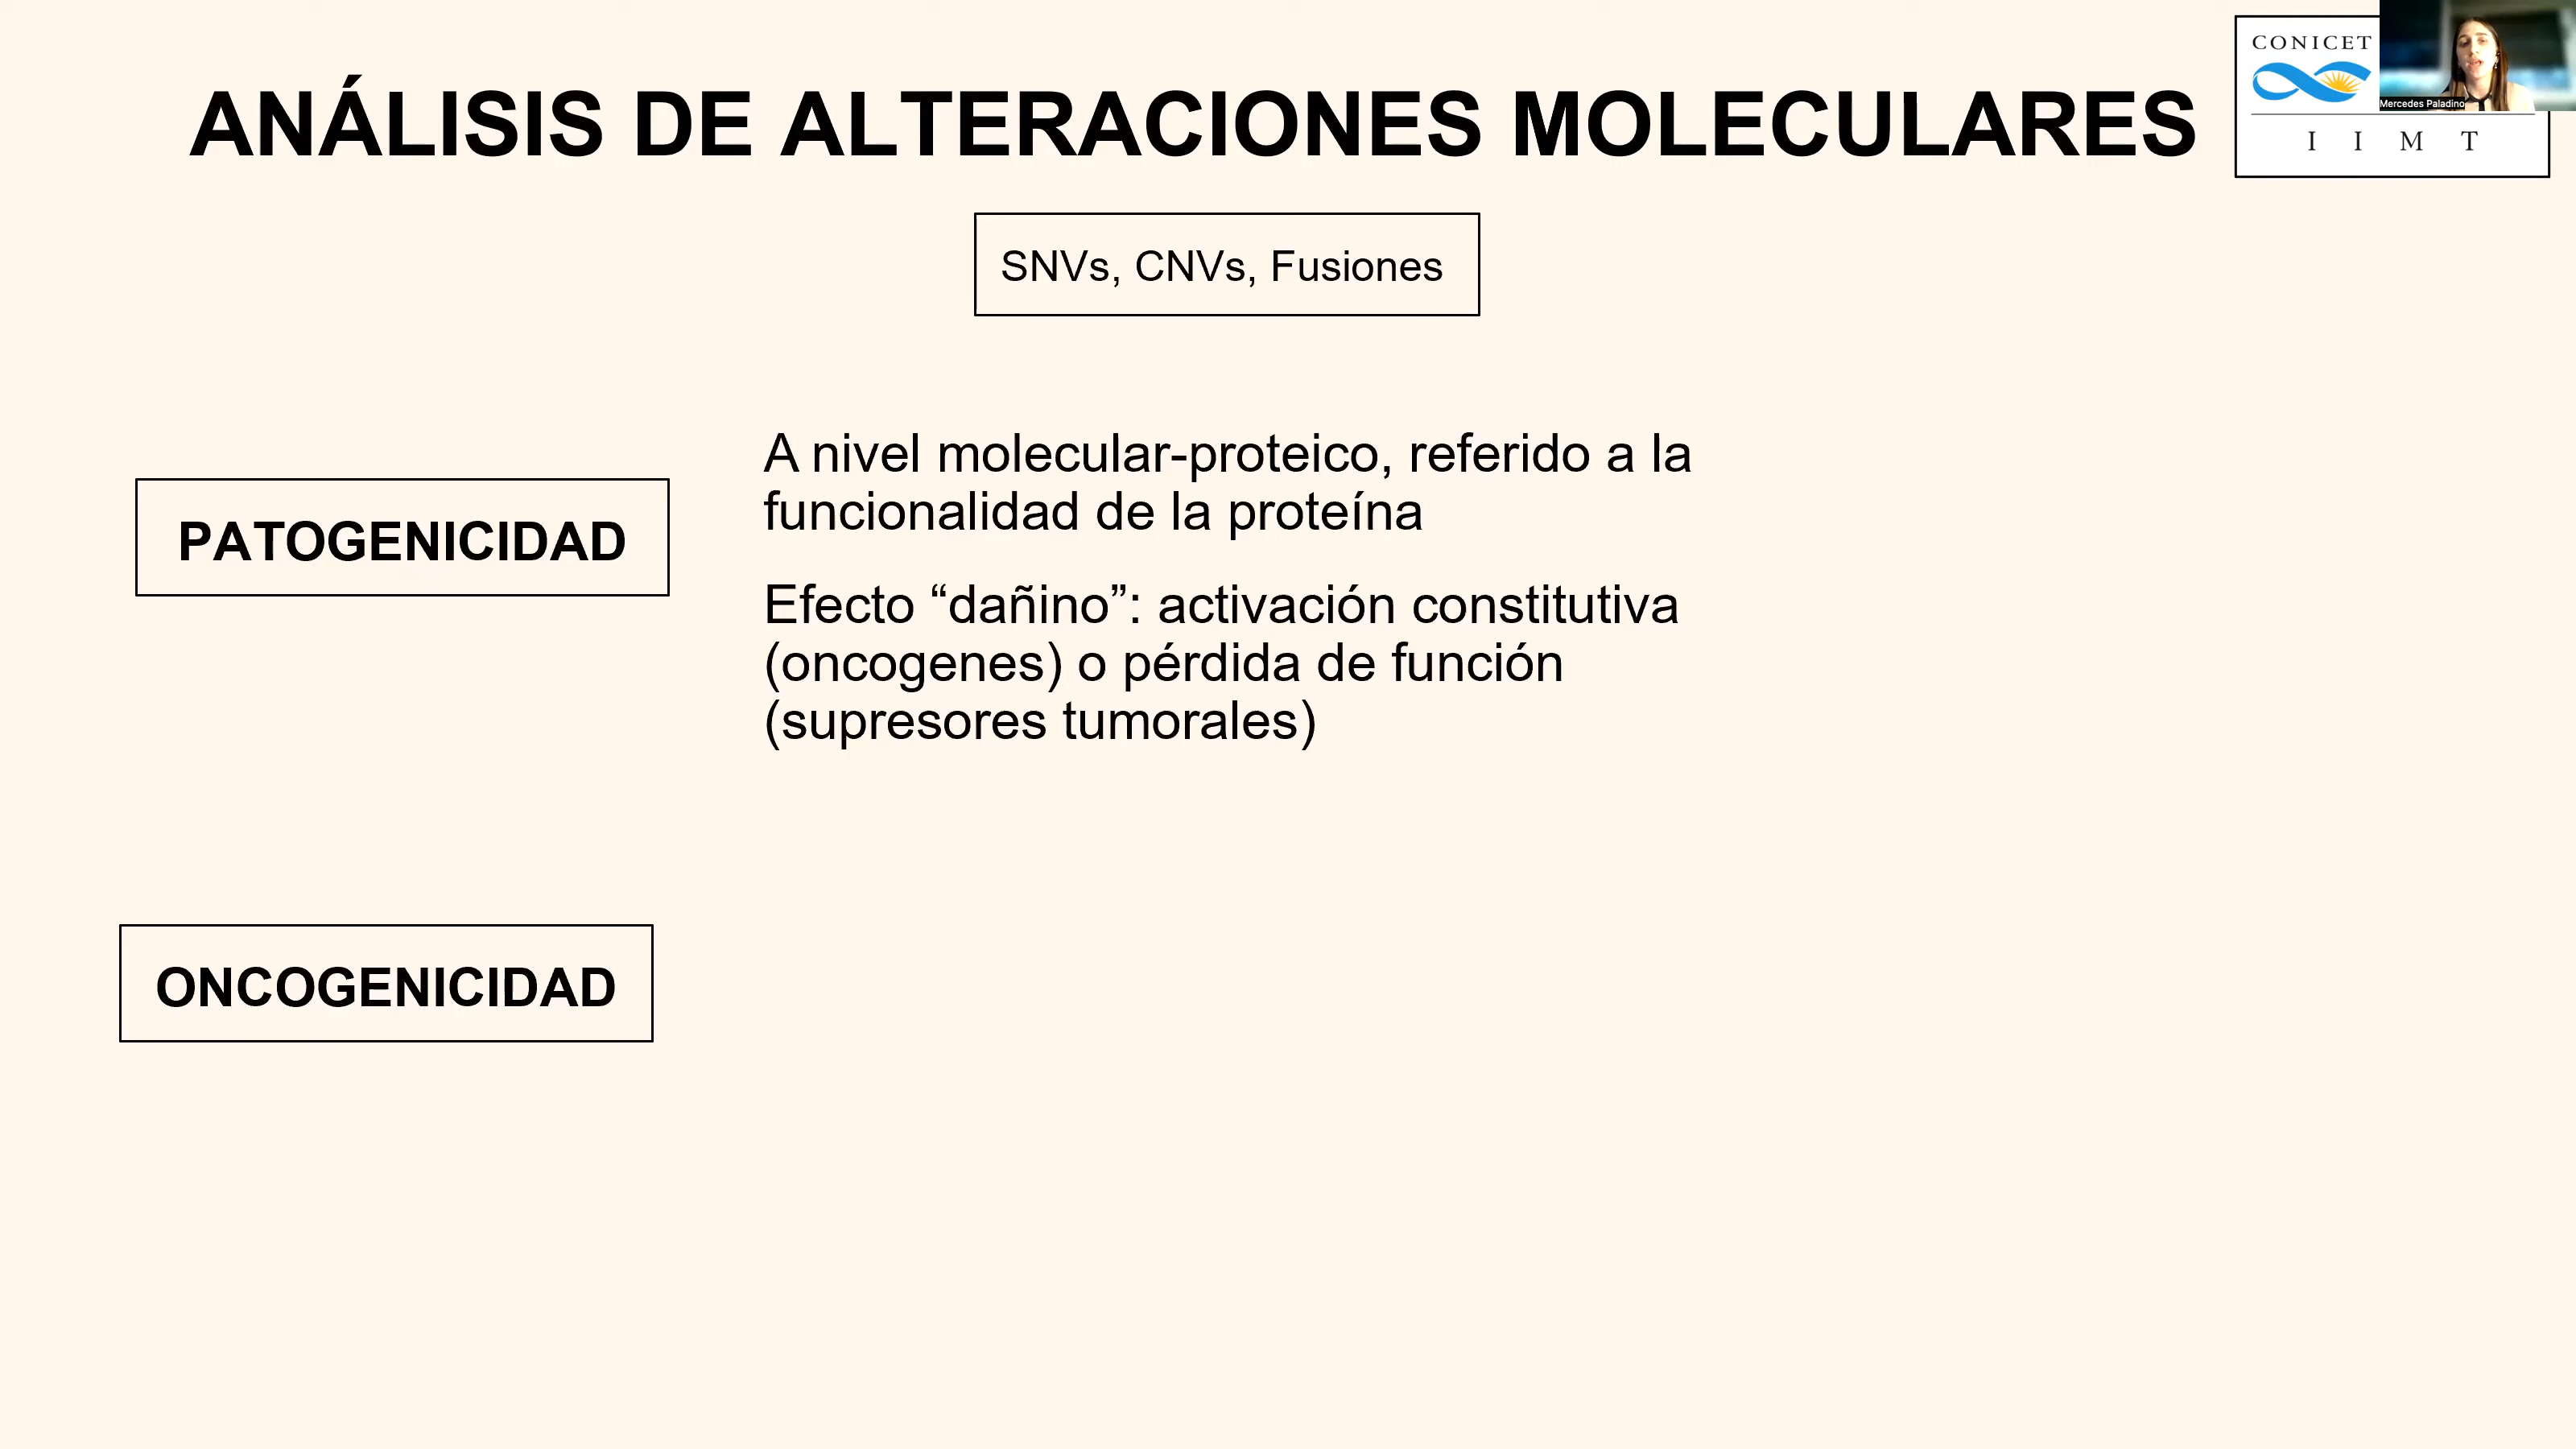 ANÁLISIS DE ALTERACIONES MOLECULARES
CONICET
Mercedes Paladino
I I M T
SNVs, CNVs, Fusiones
PATOGENICIDAD
A nivel molecular-proteico, referido a la
funcionalidad de la proteína
Efecto “dañino”: activación constitutiva
(oncogenes) o pérdida de función
(supresores tumorales)
ONCOGENICIDAD